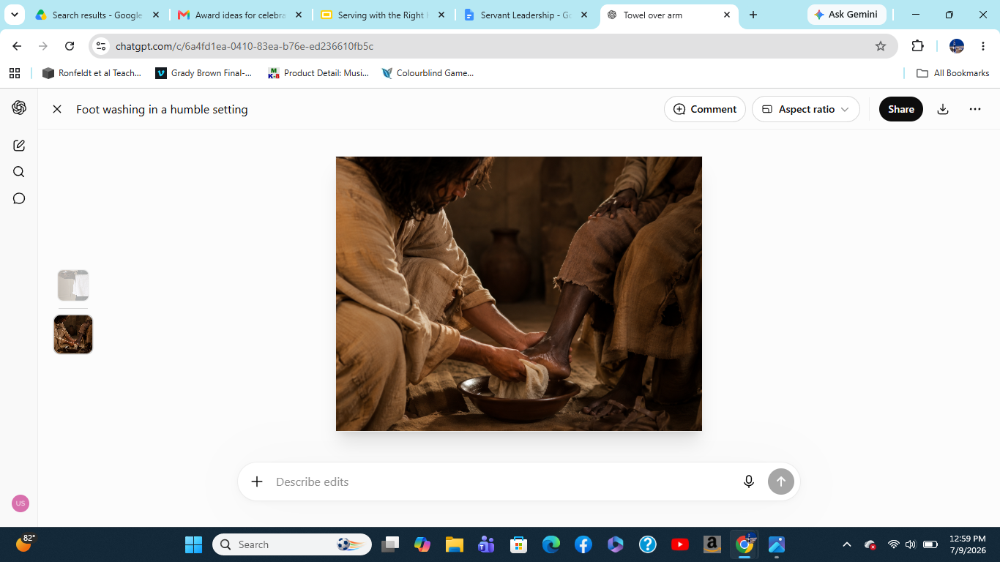 Search results - Google
Award ideas for celebra
Serving with the Right H
Servant Leadership - Go
Towel over arm
Ask Gemini
chatgpt.com/c/6a4fd1ea-0410-83ea-b76e-ed236610fb5c
Ronfeldt et al Teach...
Grady Brown Final-...
MK-8
Product Detail: Musi...
Colourblind Game...
All Bookmarks
Foot washing in a humble setting
Comment
Aspect ratio
Share
Describe edits
US
82°
Search
12:59 PM
7/9/2026